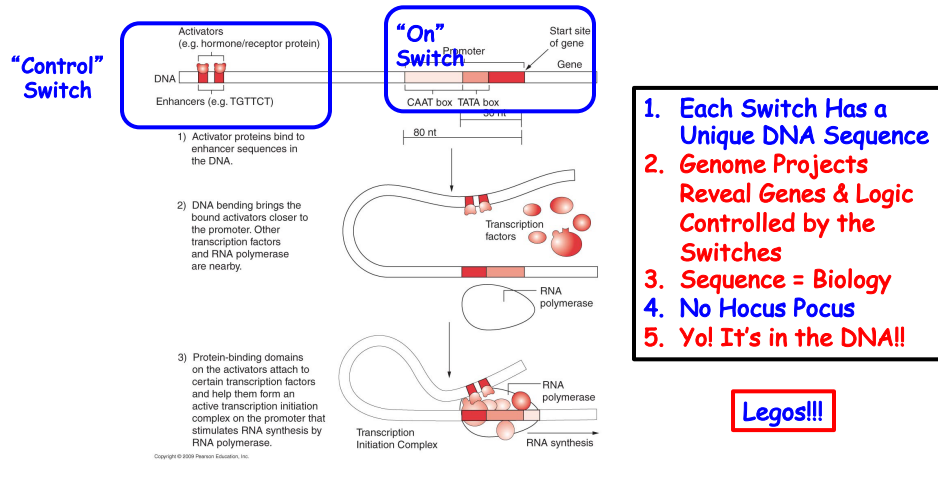 "Control"
Switch
Activators
(e.g. hormone/receptor protein)
DNA
Enhancers (e.g. TGTTCT)
"On"
Switch
Promoter
Start site
of gene
Gene
CAAT box
TATA box
30 nt
80 nt
1) Activator proteins bind to
enhancer sequences in
the DNA.
2) DNA bending brings the
bound activators closer to
the promoter. Other
transcription factors
and RNA polymerase
are nearby.
Transcription
factors
RNA
polymerase
3) Protein-binding domains
on the activators attach to
certain transcription factors
and help them form an
active transcription initiation
complex on the promoter that
stimulates RNA synthesis by
RNA polymerase.
RNA
polymerase
Transcription
Initiation Complex
RNA synthesis
Copyright © 2009 Pearson Education, Inc.
1. Each Switch Has a
Unique DNA Sequence
2. Genome Projects
Reveal Genes & Logic
Controlled by the
Switches
3. Sequence = Biology
4. No Hocus Pocus
5. Yo! It's in the DNA!!
Legos!!!